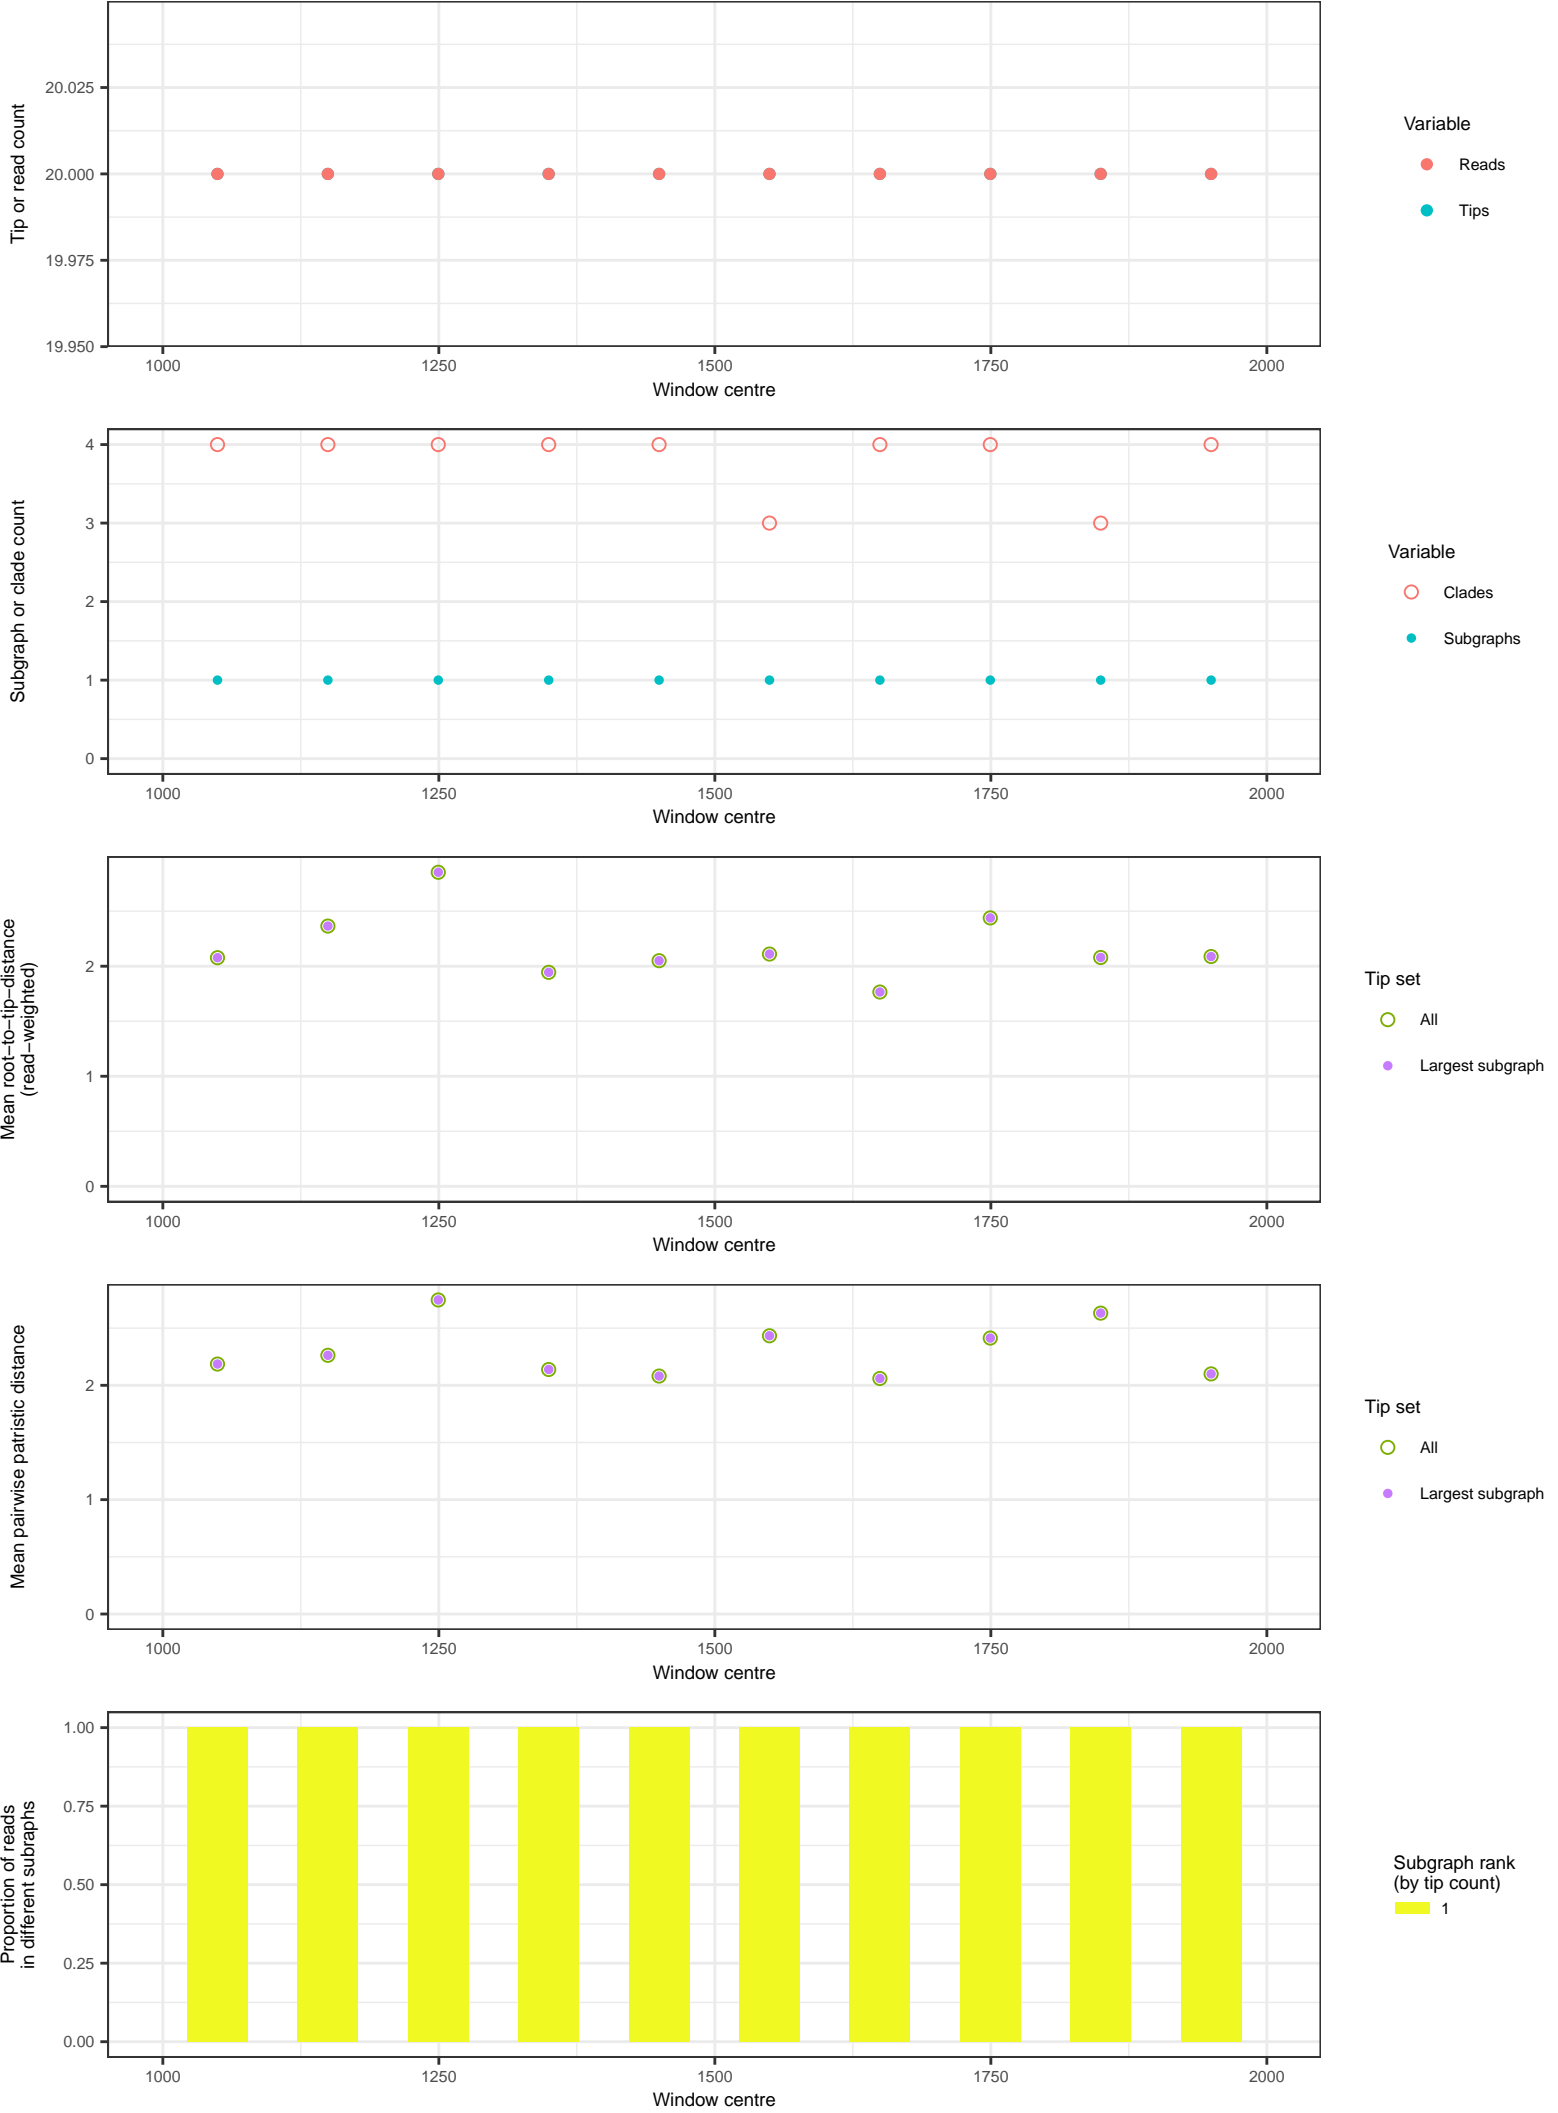 Tip or read count
20.025
20.000
19.975
19.950
1000
1250
1500
1750
2000
Window centre
Variable
Reads
Tips
Subgraph or clade count
4
3
2
1
0
1000
1250
1500
1750
2000
Window centre
Variable
Clades
Subgraphs
Mean root−to−tip−distance
(read−weighted)
2
1
0
1000
1250
1500
1750
2000
Window centre
Tip set
All
Largest subgraph
Mean pairwise patristic distance
2
1
0
1000
1250
1500
1750
2000
Window centre
Tip set
All
Largest subgraph
Proportion of reads
in different subraphs
1.00
0.75
0.50
0.25
0.00
1000
1250
1500
1750
2000
Window centre
Subgraph rank
(by tip count)
1